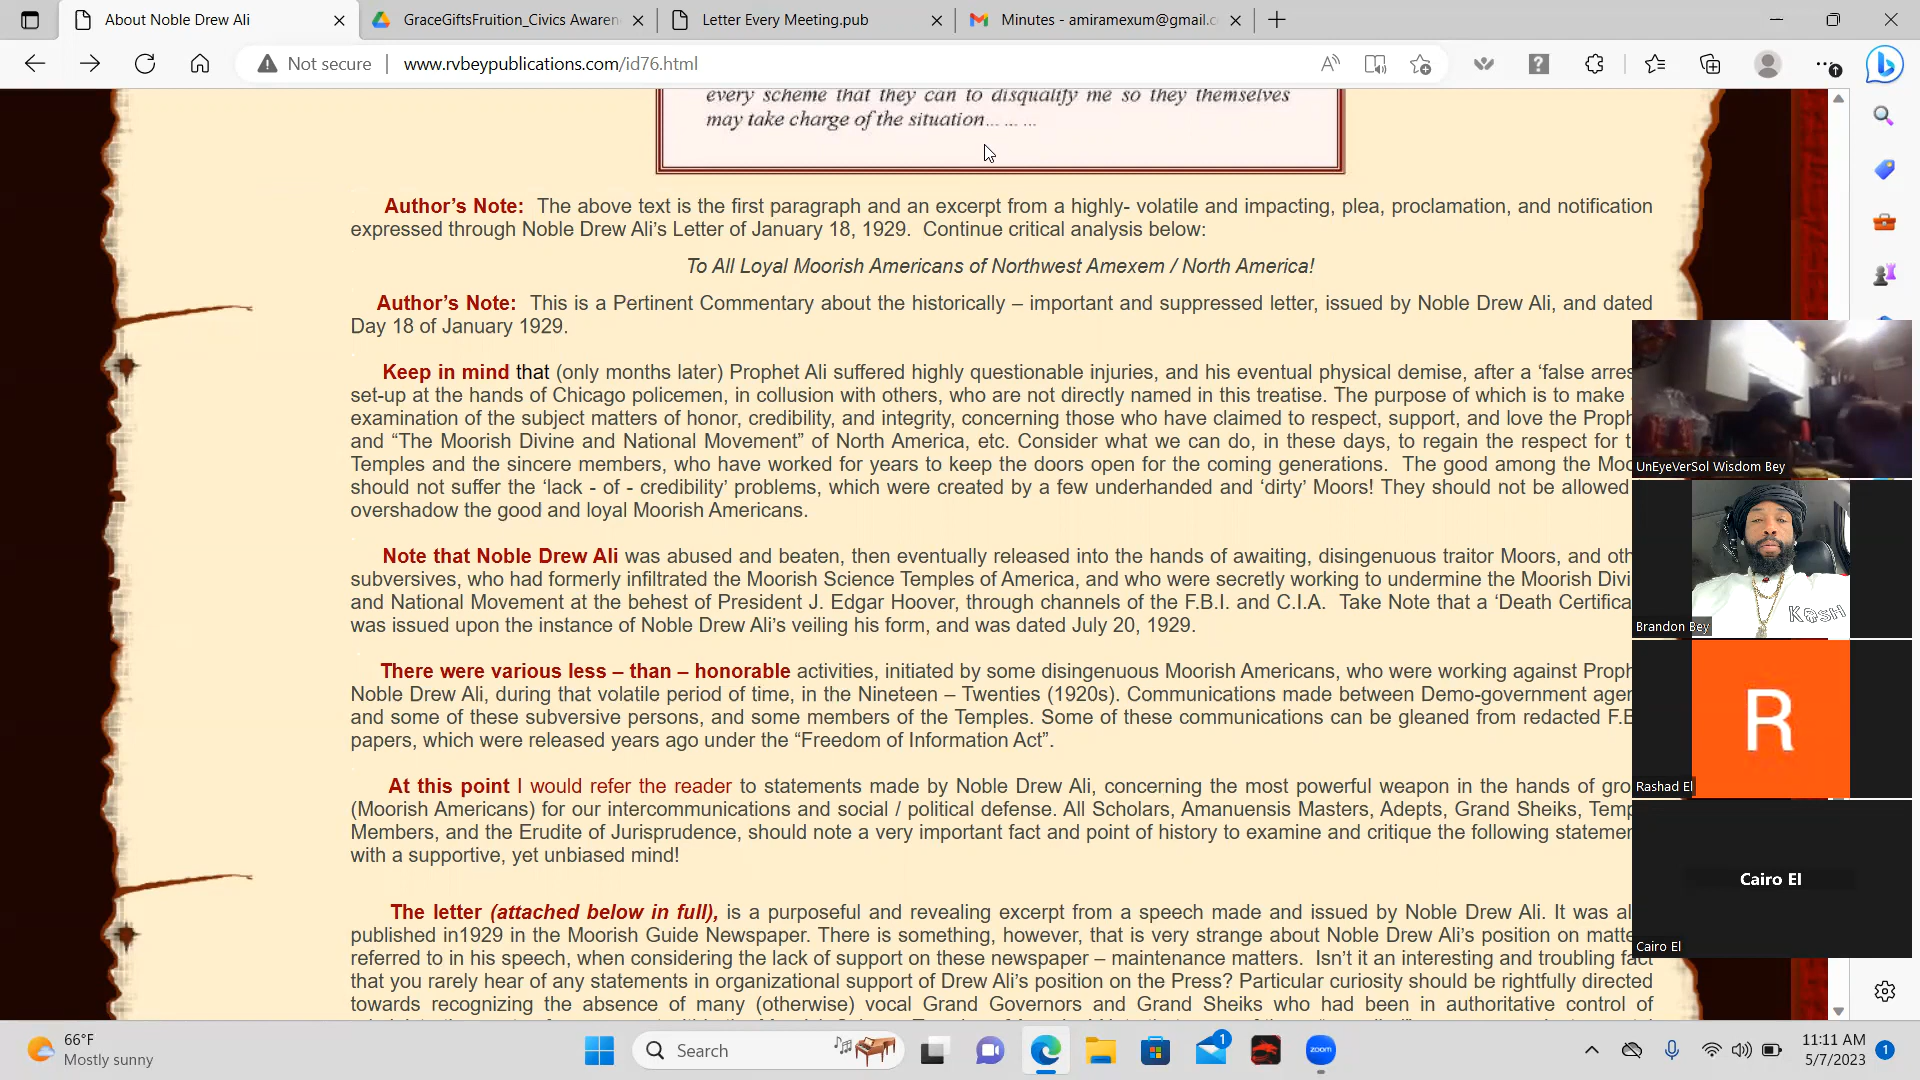 About Noble Drew Ali
GraceGiftsFruition_Civics Awaren
Letter Every Meeting.pub
Minutes - amiramexum@gmail.c
Not secure
www.rvbeypublications.com/id76.html
every scheme that they can to disqualify me so they themselves
may take charge of the situation... ... ...
Author's Note: The above text is the first paragraph and an excerpt from a highly- volatile and impacting, plea, proclamation, and notification
expressed through Noble Drew Ali's Letter of January 18, 1929. Continue critical analysis below:
To All Loyal Moorish Americans of Northwest Amexem / North America!
Author's Note: This is a Pertinent Commentary about the historically – important and suppressed letter, issued by Noble Drew Ali, and dated
Day 18 of January 1929.
Keep in mind that (only months later) Prophet Ali suffered highly questionable injuries, and his eventual physical demise, after a 'false arres
set-up at the hands of Chicago policemen, in collusion with others, who are not directly named in this treatise. The purpose of which is to make
examination of the subject matters of honor, credibility, and integrity, concerning those who have claimed to respect, support, and love the Proph
and “The Moorish Divine and National Movement” of North America, etc. Consider what we can do, in these days, to regain the respect for t
Temples and the sincere members, who have worked for years to keep the doors open for the coming generations. The good among the Moo
should not suffer the 'lack - of - credibility' problems, which were created by a few underhanded and 'dirty' Moors! They should not be allowed
overshadow the good and loyal Moorish Americans.
Note that Noble Drew Ali was abused and beaten, then eventually released into the hands of awaiting, disingenuous traitor Moors, and oth
subversives, who had formerly infiltrated the Moorish Science Temples of America, and who were secretly working to undermine the Moorish Divi
and National Movement at the behest of President J. Edgar Hoover, through channels of the F.B.I. and C.I.A. Take Note that a 'Death Certifica
was issued upon the instance of Noble Drew Ali's veiling his form, and was dated July 20, 1929.
There were various less – than – honorable activities, initiated by some disingenuous Moorish Americans, who were working against Proph
Noble Drew Ali, during that volatile period of time, in the Nineteen – Twenties (1920s). Communications made between Demo-government agen
and some of these subversive persons, and some members of the Temples. Some of these communications can be gleaned from redacted F.B
papers, which were released years ago under the “Freedom of Information Act”.
At this point I would refer the reader to statements made by Noble Drew Ali, concerning the most powerful weapon in the hands of grou
(Moorish Americans) for our intercommunications and social / political defense. All Scholars, Amanuensis Masters, Adepts, Grand Sheiks, Temp
Members, and the Erudite of Jurisprudence, should note a very important fact and point of history to examine and critique the following statemen
with a supportive, yet unbiased mind!
The letter (attached below in full), is a purposeful and revealing excerpt from a speech made and issued by Noble Drew Ali. It was al
published in1929 in the Moorish Guide Newspaper. There is something, however, that is very strange about Noble Drew Ali's position on matte
referred to in his speech, when considering the lack of support on these newspaper – maintenance matters. Isn't it an interesting and troubling fac
that you rarely hear of any statements in organizational support of Drew Ali's position on the Press? Particular curiosity should be rightfully directed
towards recognizing the absence of many (otherwise) vocal Grand Governors and Grand Sheiks who had been in authoritative control of
UnEyeVerSol Wisdom Bey
K@SH
Brandon Bey
R
Rashad El
Cairo El
Cairo El
66°F
Mostly sunny
Search
1
zoom
11:11 AM
5/7/2023
1